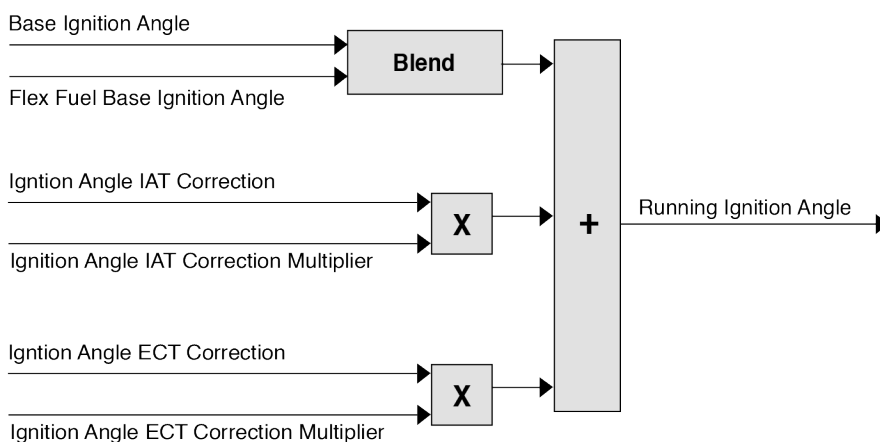 Base Ignition Angle
Blend
Flex Fuel Base Ignition Angle
Igntion Angle IAT Correction
X
Ignition Angle IAT Correction Multiplier
+
Running Ignition Angle
Igntion Angle ECT Correction
X
Ignition Angle ECT Correction Multiplier